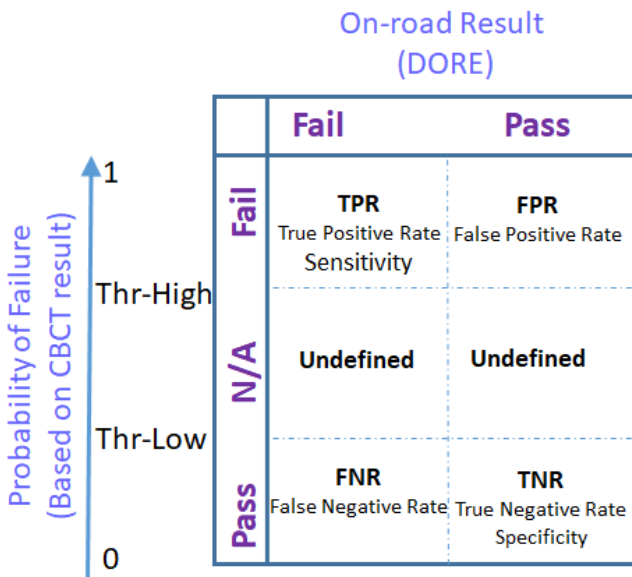 On-road Result
(DORE)
Fail Pass
Probability of Failure
(Based on CBCT result)
1
Thr-High
Thr-Low
0
Fail
TPR
True Positive Rate
Sensitivity
FPR
False Positive Rate
N/A
Undefined
Undefined
Pass
FNR
False Negative Rate
TNR
True Negative Rate
Specificity